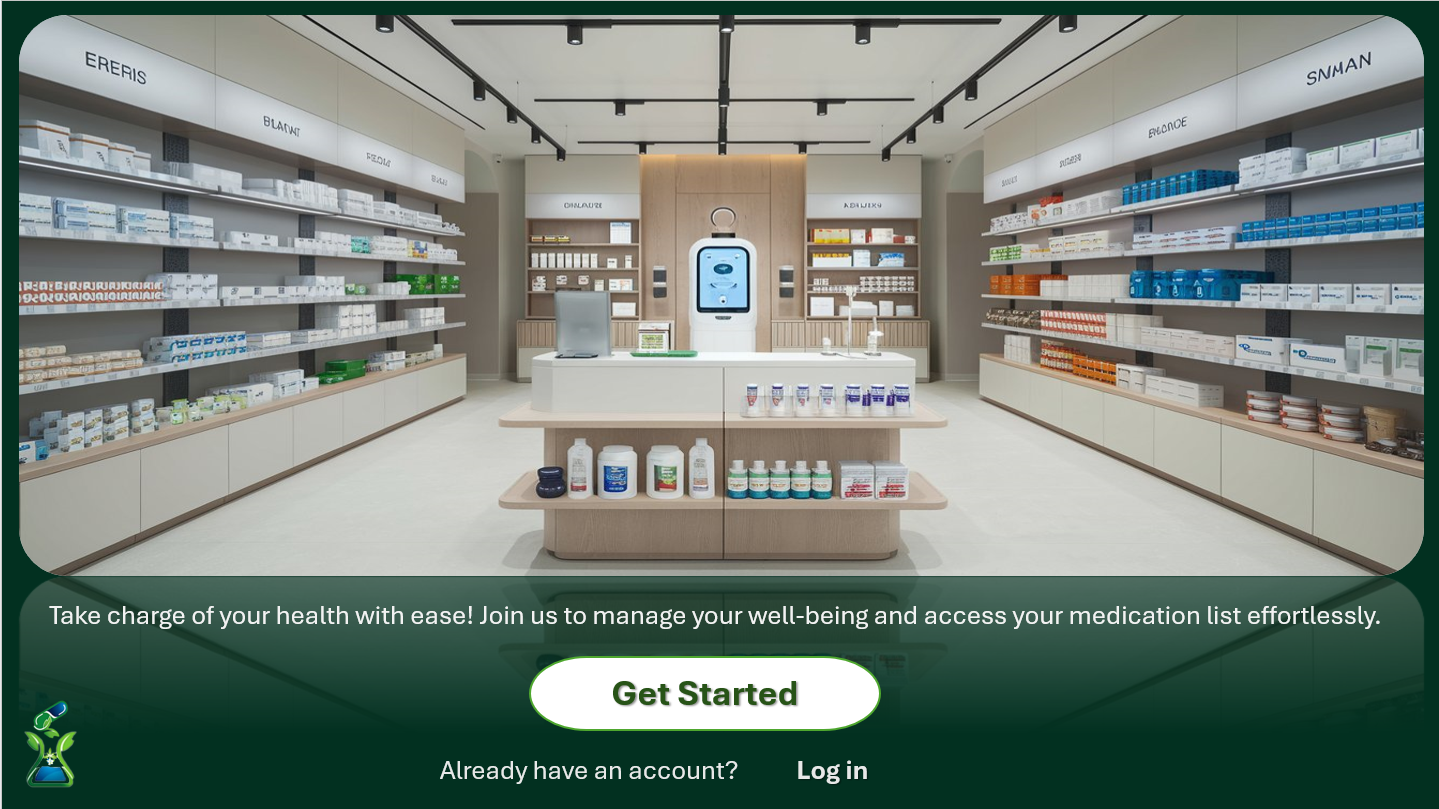 ERERIS
SNMAN
Take charge of your health with ease! Join us to manage your well-being and access your medication list effortlessly.
Get Started
Already have an account? Log in